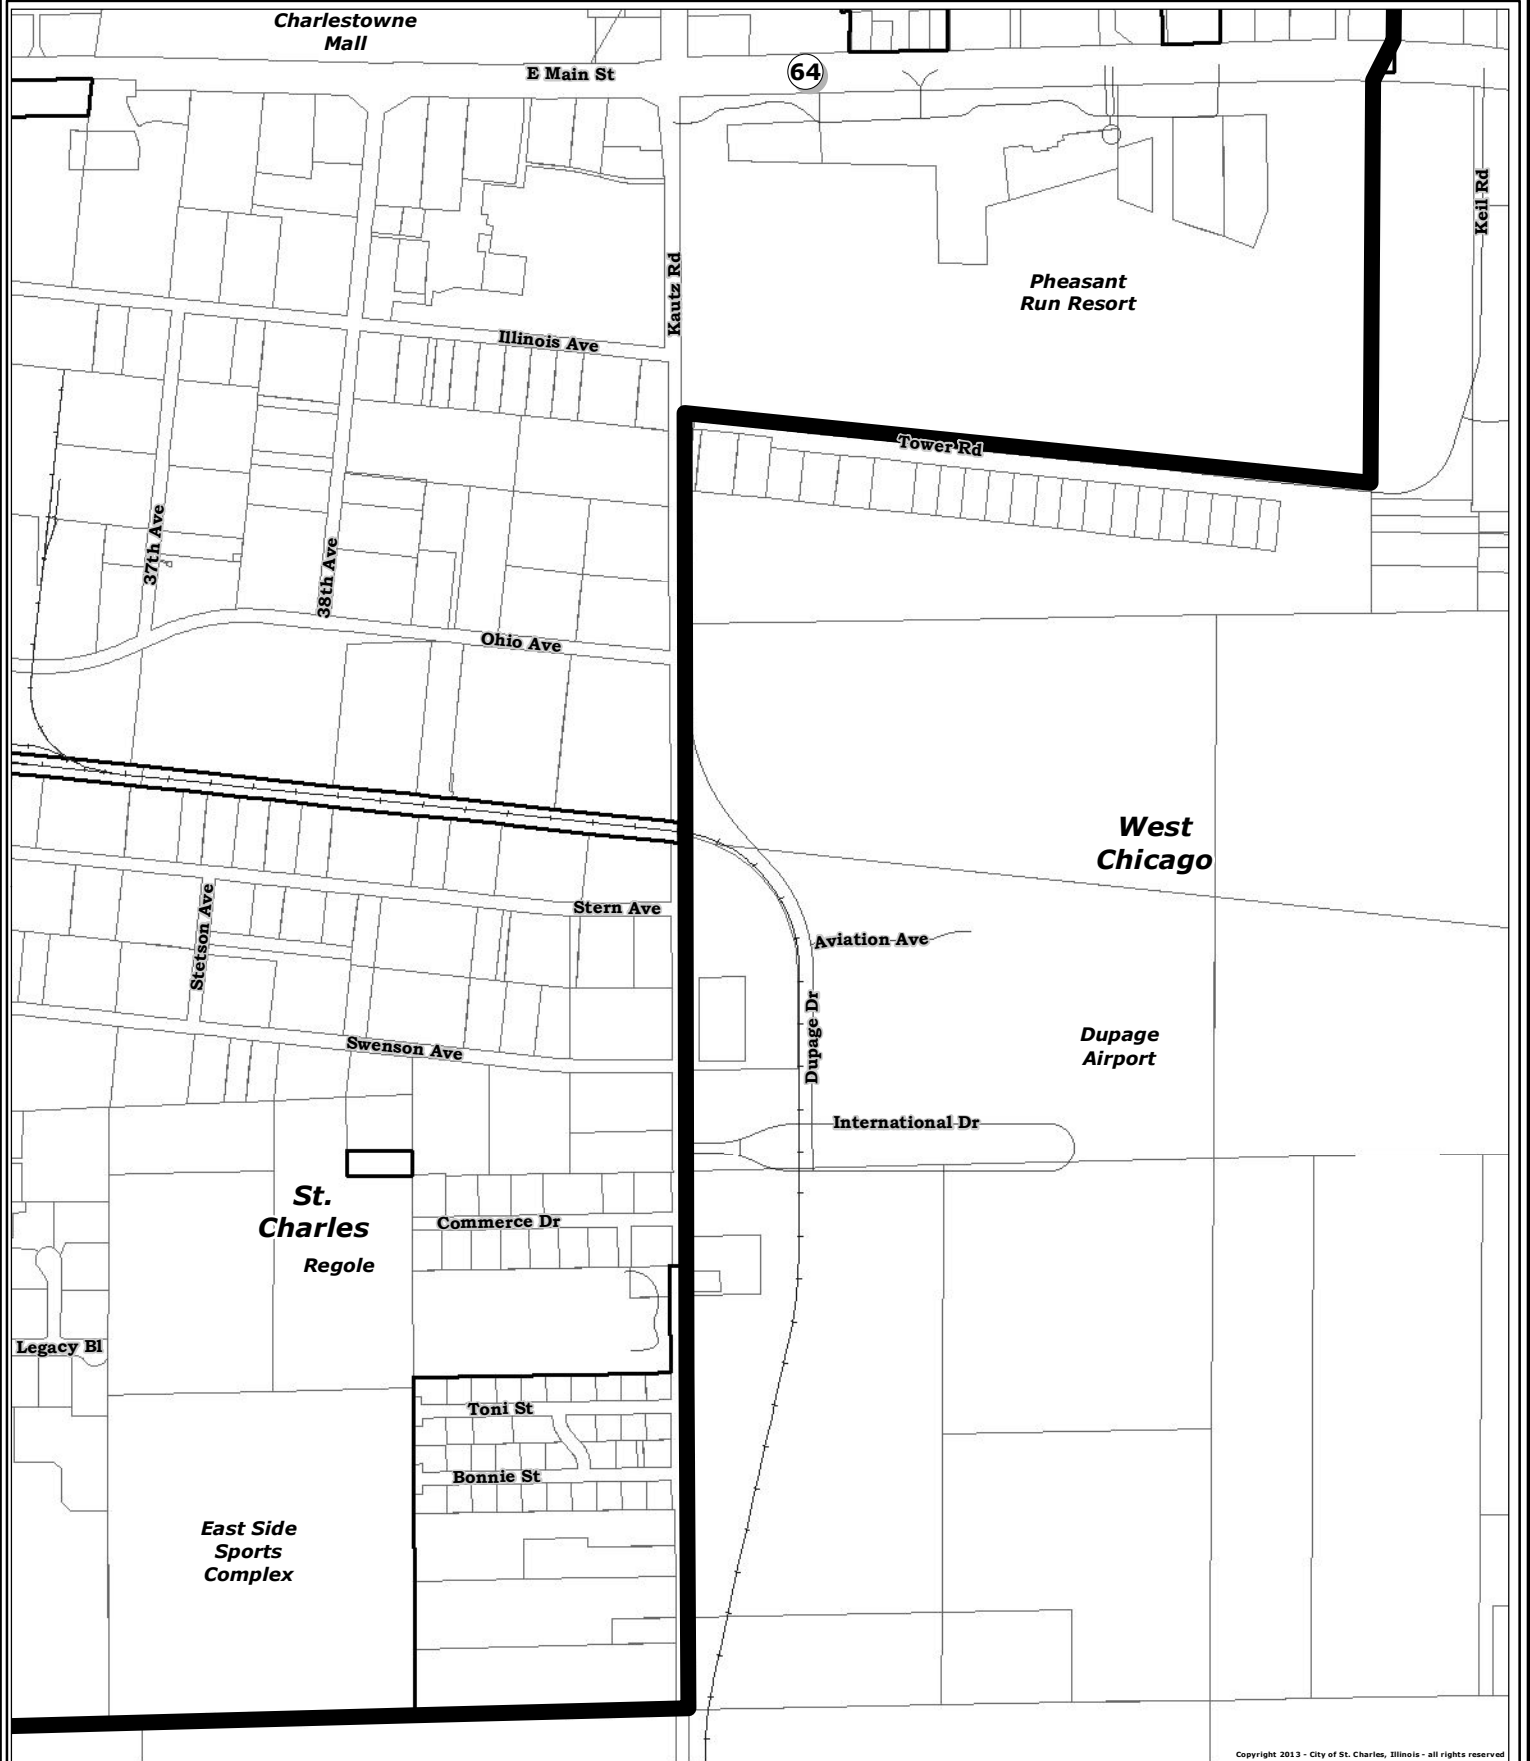 Charlestowne
Mall
E Main St
64
Keil Rd
Kautz Rd
Pheasant
Run Resort
Illinois Ave
Tower Rd
37th Ave
38th Ave
Ohio Ave
West
Chicago
Stern Ave
Stetson Ave
Aviation Ave
Dupage Dr
Dupage
Airport
Swenson Ave
International Dr
St.
Charles
Commerce Dr
Regole
Legacy Bl
Toni St
Bonnie St
East Side
Sports
Complex
Copyright 2013 - City of St. Charles, Illinois - all rights reserved